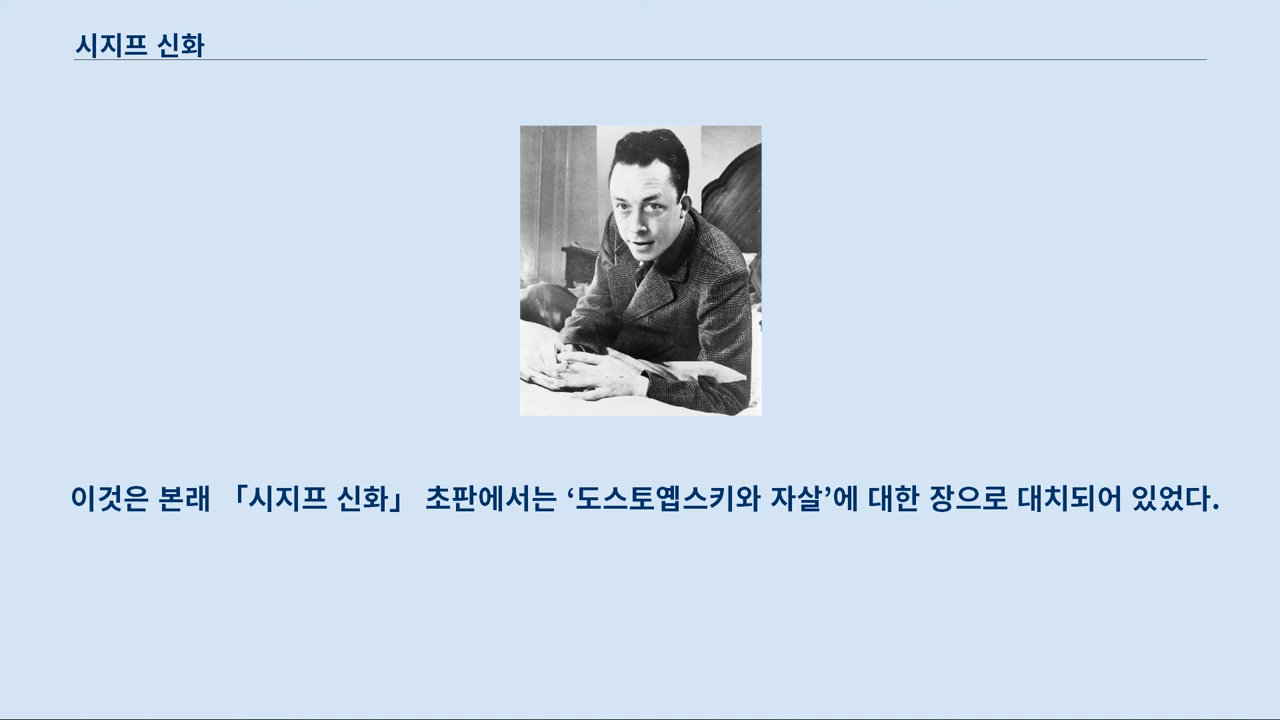 시지프 신화
이것은 본래 「시지프 신화」 초판에서는 ‘도스토옙스키와 자살’에 대한 장으로 대치되어 있었다.